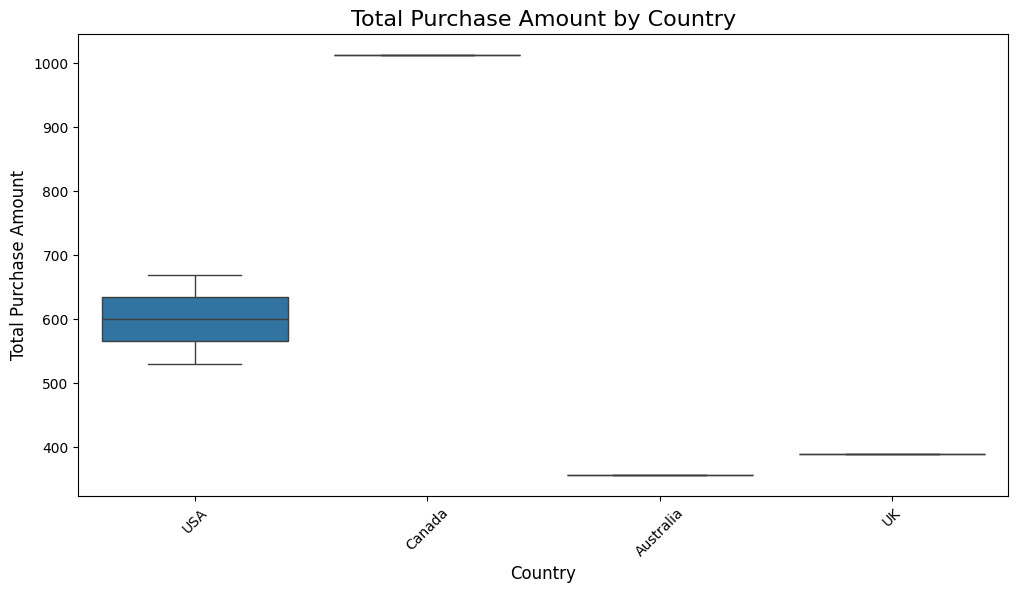 Total Purchase Amount by Country
Total Purchase Amount
1000
900
800
700
600
500
400
USA
Canada
Australia
UK
Country